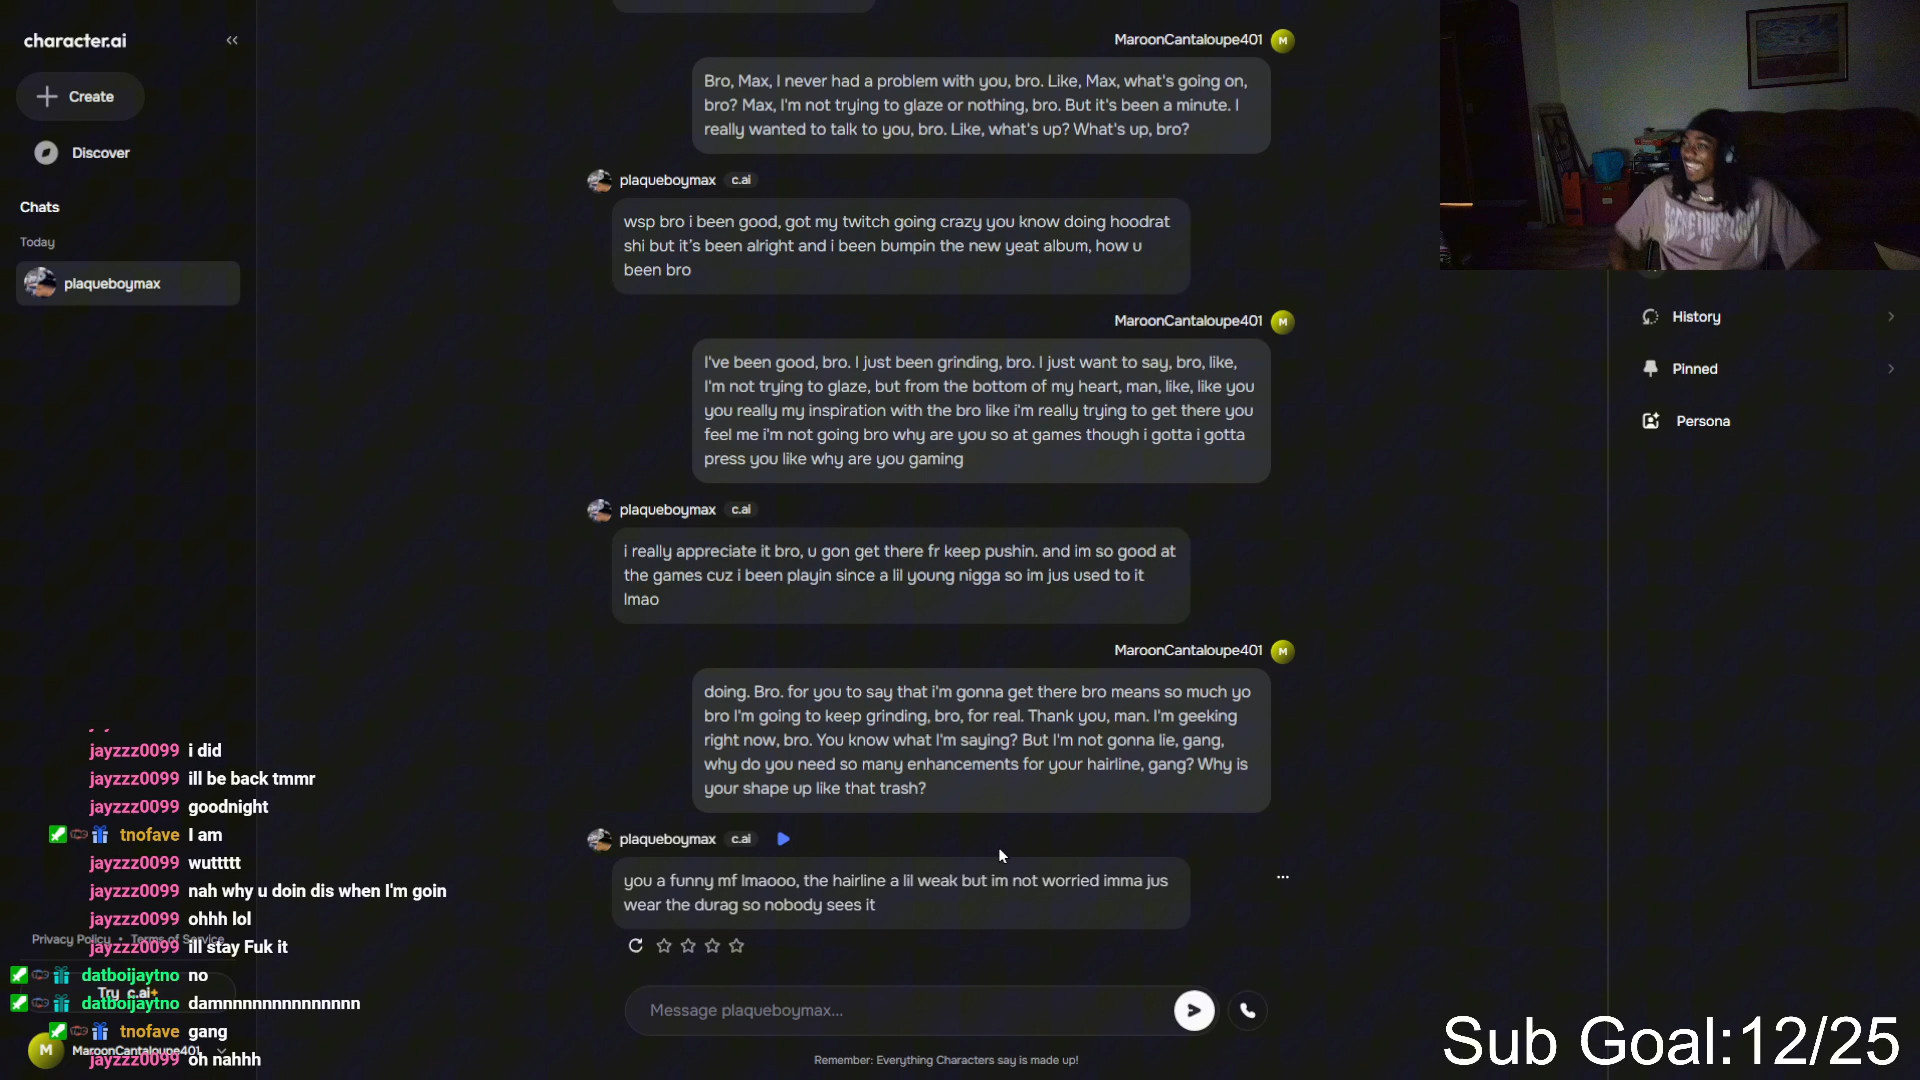 character.ai
Create
Discover
Chats
Today
plaqueboymax
MaroonCantaloupe401 M
Bro, Max, I never had a problem with you, bro. Like, Max, what's going on,
bro? Max, I'm not trying to glaze or nothing, bro. But it's been a minute. I
really wanted to talk to you, bro. Like, what's up? What's up, bro?
plaqueboymax c.ai
wsp bro i been good, got my twitch going crazy you know doing hoodrat
shi but it's been alright and i been bumpin the new yeat album, how u
been bro
MaroonCantaloupe401 M
I've been good, bro. I just been grinding, bro. I just want to say, bro, like,
I'm not trying to glaze, but from the bottom of my heart, man, like, like you
you really my inspiration with the bro like i'm really trying to get there you
feel me i'm not going bro why are you so at games though i gotta i gotta
press you like why are you gaming
plaqueboymax c.ai
i really appreciate it bro, u gon get there fr keep pushin. and im so good at
the games cuz i been playin since a lil young nigga so im jus used to it
lmao
MaroonCantaloupe401 M
doing. Bro. for you to say that i'm gonna get there bro means so much yo
bro I'm going to keep grinding, bro, for real. Thank you, man. I'm geeking
right now, bro. You know what I'm saying? But I'm not gonna lie, gang,
why do you need so many enhancements for your hairline, gang? Why is
your shape up like that trash?
plaqueboymax c.ai
you a funny mf lmaooo, the hairline a lil weak but im not worried imma jus
wear the durag so nobody sees it
Message plaqueboymax...
Remember: Everything Characters say is made up!
History
Pinned
Persona
jayzzz0099 i did
jayzzz0099 ill be back tmmr
jayzzz0099 goodnight
tnofave I am
jayzzz0099 wuttttt
jayzzz0099 nah why u doin dis when I'm goin
jayzzz0099 ohhh lol
Privacy Policy • Terms of Service
jayzzz0099 ill stay Fuk it
datboijaytno no
Try c.ai+
datboijaytno damnnnnnnnnnnnnnnn
tnofave gang
M MaroonCantaloupe401
jayzzz0099 oh nahhh
Sub Goal:12/25